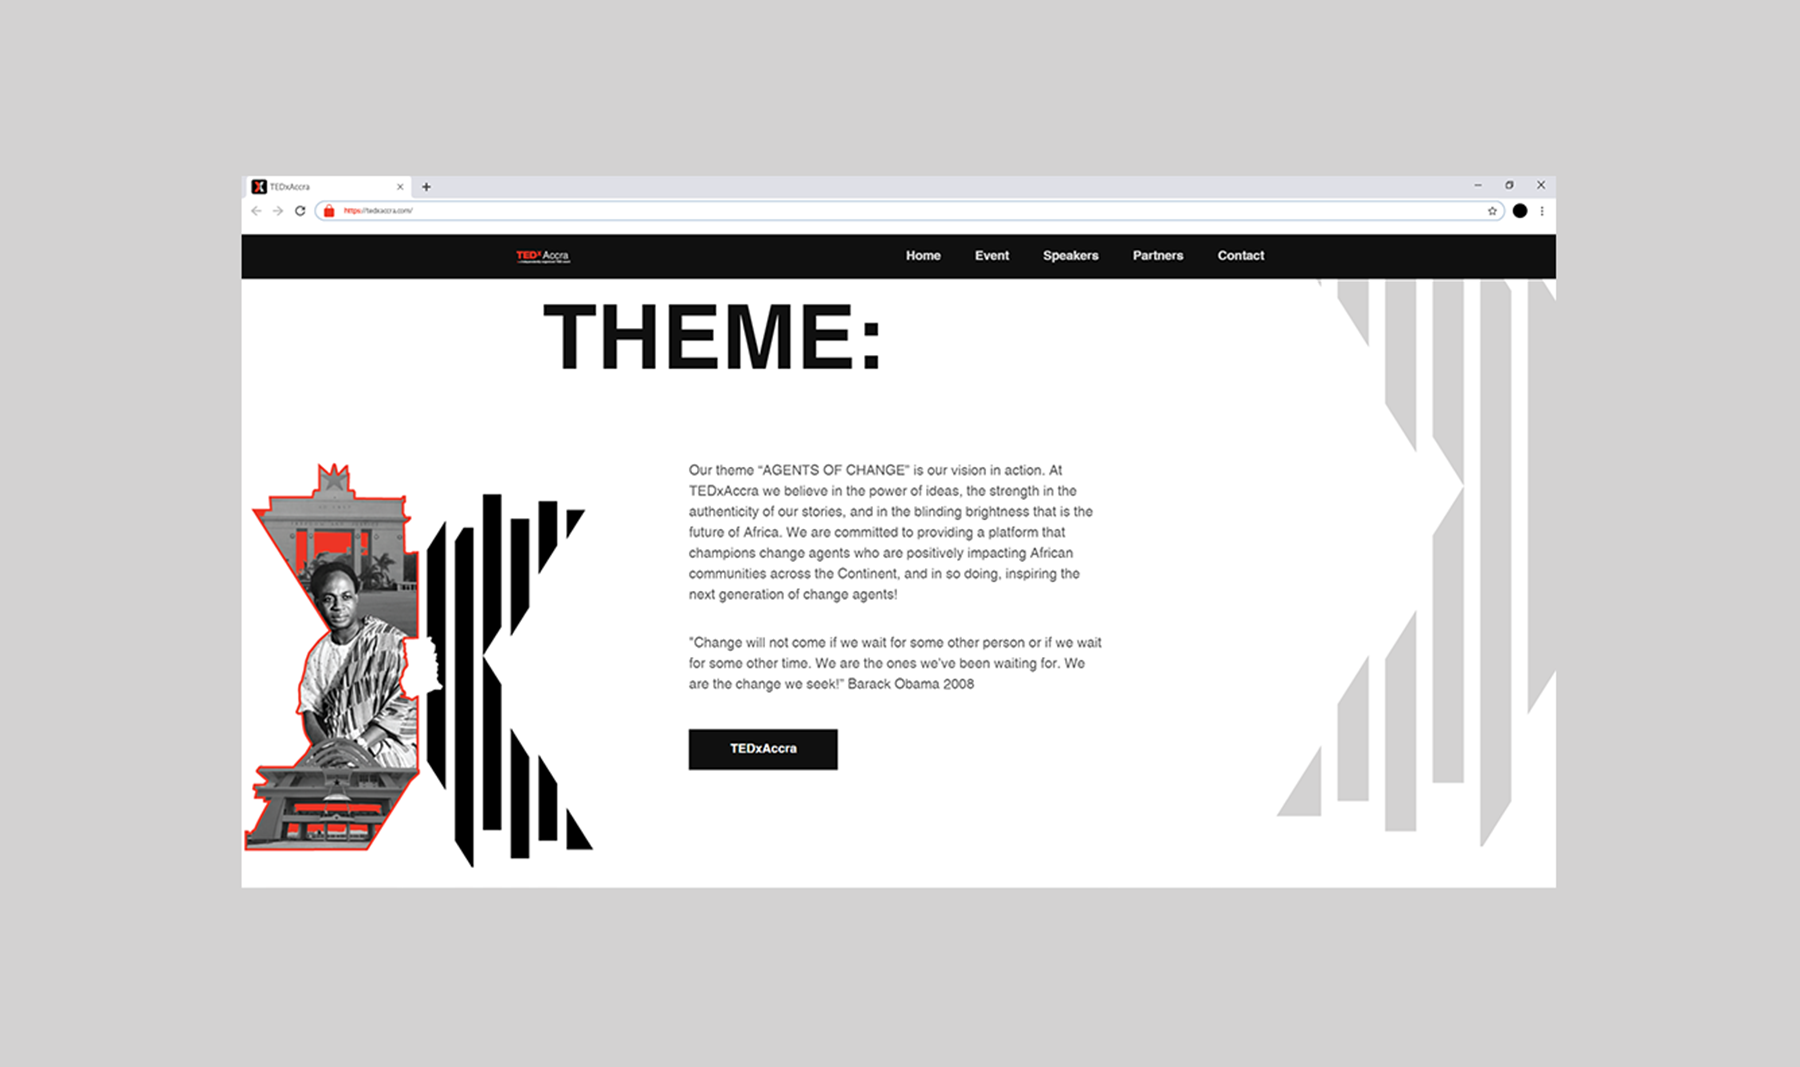 TEDxAccra
https://tedxaccra.com/
TEDx Accra
Home Event Speakers Partners Contact
THEME:
Our theme “AGENTS OF CHANGE” is our vision in action. At
TEDxAccra we believe in the power of ideas, the strength in the
authenticity of our stories, and in the blinding brightness that is the
future of Africa. We are committed to providing a platform that
champions change agents who are positively impacting African
communities across the Continent, and in so doing, inspiring the
next generation of change agents!
"Change will not come if we wait for some other person or if we wait
for some other time. We are the ones we’ve been waiting for. We
are the change we seek!” Barack Obama 2008
TEDxAccra